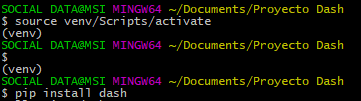 SOCIAL DATA@MSI MINGW64 ~/Documents/Proyecto Dash
$ source venv/Scripts/activate
(venv)
SOCIAL DATA@MSI MINGW64 ~/Documents/Proyecto Dash
$
(venv)
SOCIAL DATA@MSI MINGW64 ~/Documents/Proyecto Dash
$ pip install dash